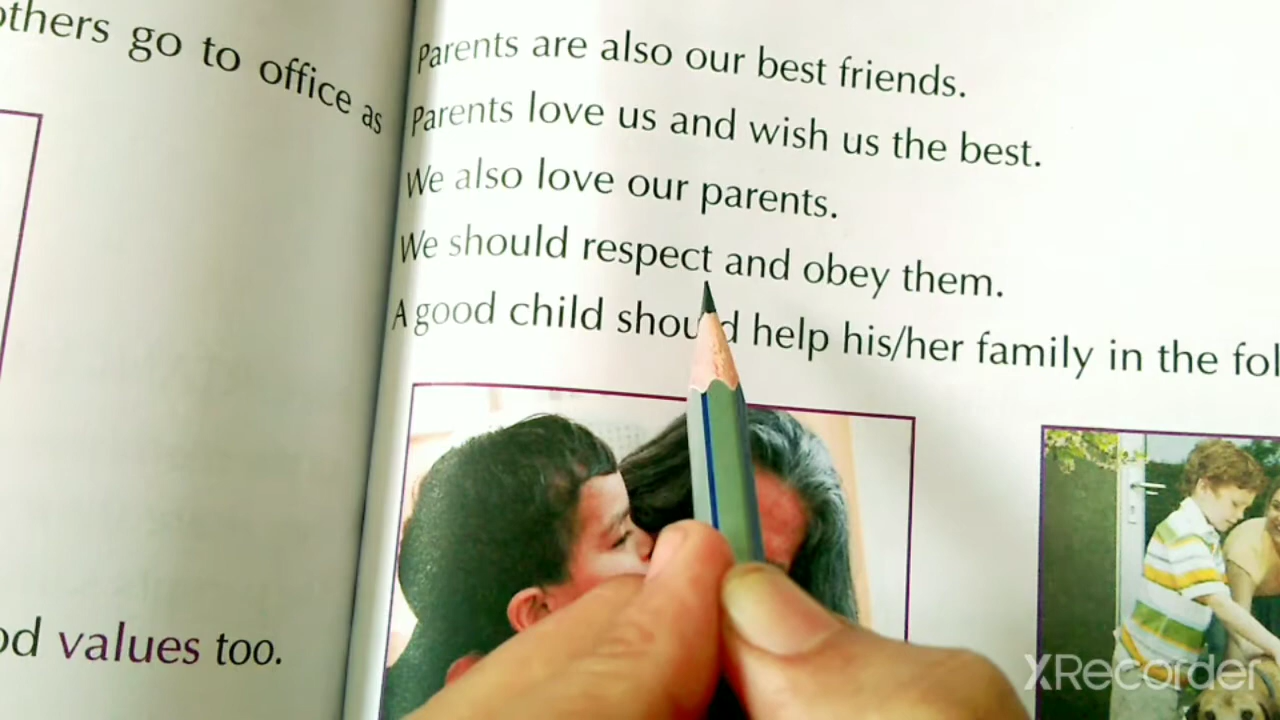 others go to office as
od values too.
Parents are also our best friends.
Parents love us and wish us the best.
We also love our parents.
We should respect and obey them.
A good child should help his/her family in the fol
XRecorder